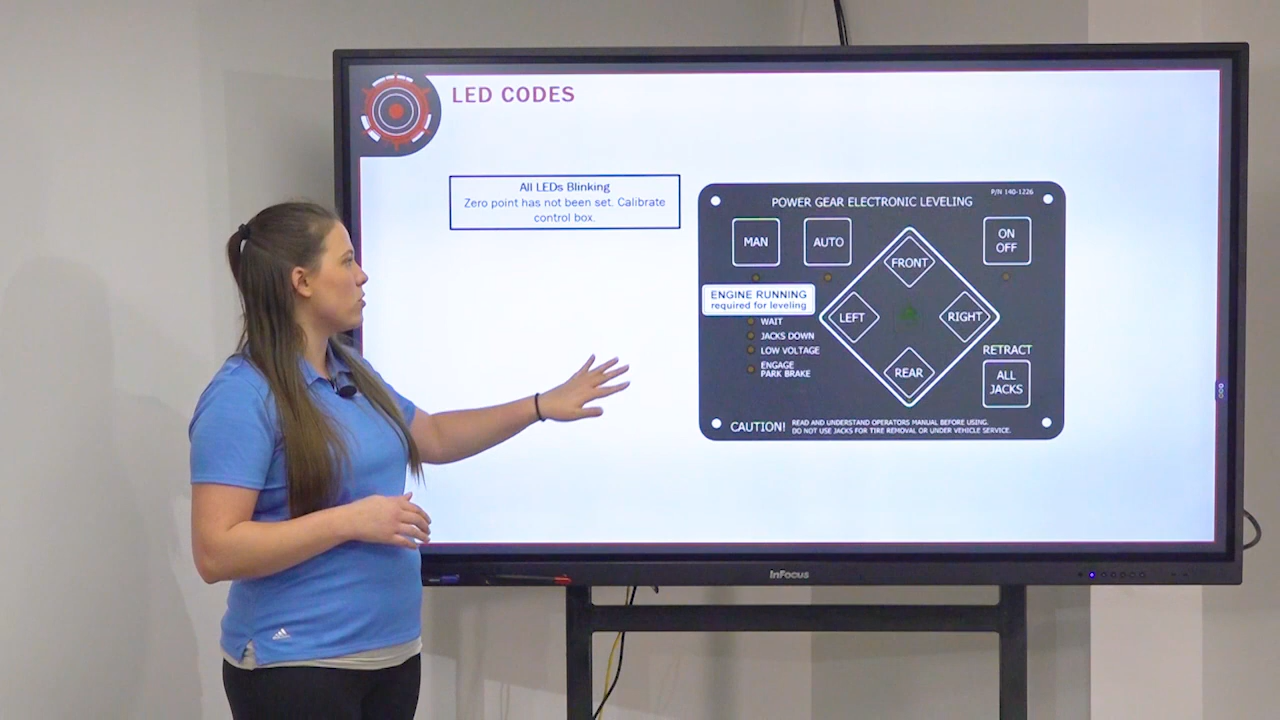 LED CODES
All LEDs Blinking
Zero point has not been set. Calibrate
control box.
P/N 140-1226
POWER GEAR ELECTRONIC LEVELING
MAN
AUTO
ON
OFF
FRONT
ENGINE RUNNING
required for leveling
LEFT
RIGHT
WAIT
JACKS DOWN
LOW VOLTAGE
ENGAGE
PARK BRAKE
REAR
RETRACT
ALL
JACKS
CAUTION!
READ AND UNDERSTAND OPERATORS MANUAL BEFORE USING.
DO NOT USE JACKS FOR TIRE REMOVAL OR UNDER VEHICLE SERVICE.
InFocus